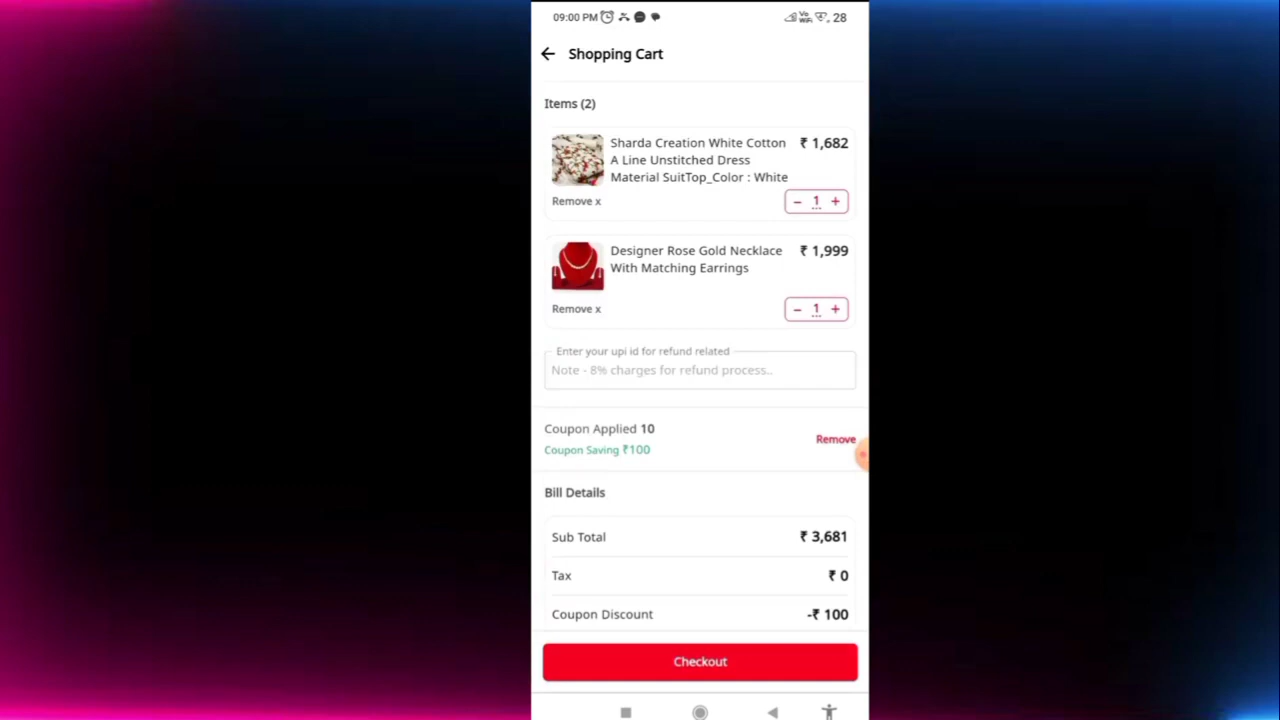 09:00 PM
Vo
WiFi
28
Shopping Cart
Items (2)
Sharda Creation White Cotton
A Line Unstitched Dress
Material SuitTop_Color : White
₹ 1,682
Remove x
– 1 +
Designer Rose Gold Necklace
With Matching Earrings
₹ 1,999
Remove x
– 1 +
Enter your upi id for refund related
Note - 8% charges for refund process..
Coupon Applied 10
Coupon Saving ₹100
Remove
Bill Details
Sub Total ₹ 3,681
Tax ₹ 0
Coupon Discount -₹ 100
Checkout